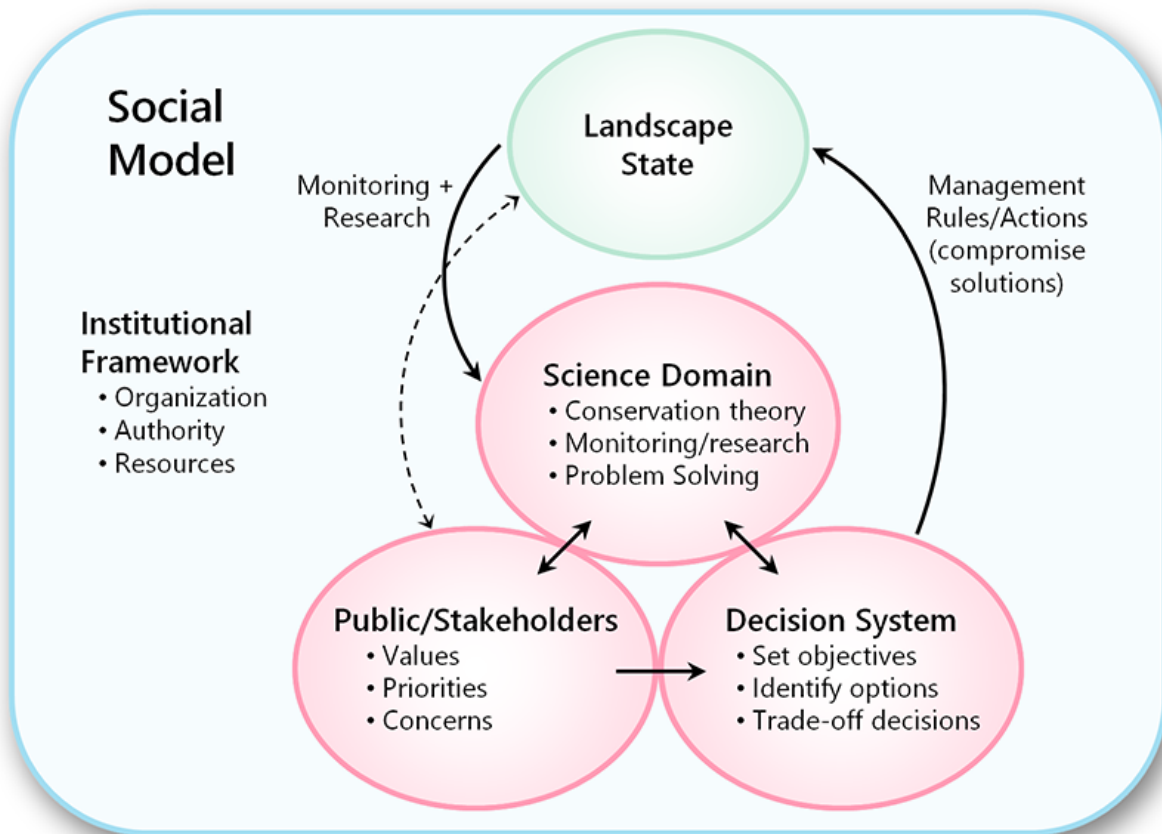 Social
Model
Landscape
State
Monitoring +
Research
Management
Rules/Actions
(compromise
solutions)
Institutional
Framework
• Organization
• Authority
• Resources
Science Domain
• Conservation theory
• Monitoring/research
• Problem Solving
Public/Stakeholders
• Values
• Priorities
• Concerns
Decision System
• Set objectives
• Identify options
• Trade-off decisions